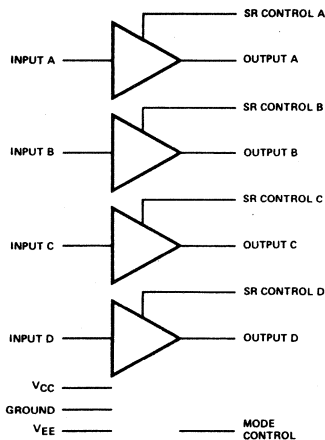 SR CONTROL A
INPUT A
OUTPUT A
SR CONTROL B
INPUT B
OUTPUT B
SR CONTROL C
INPUT C
OUTPUT C
SR CONTROL D
INPUT D
OUTPUT D
VCC
GROUND
VEE
MODE
CONTROL